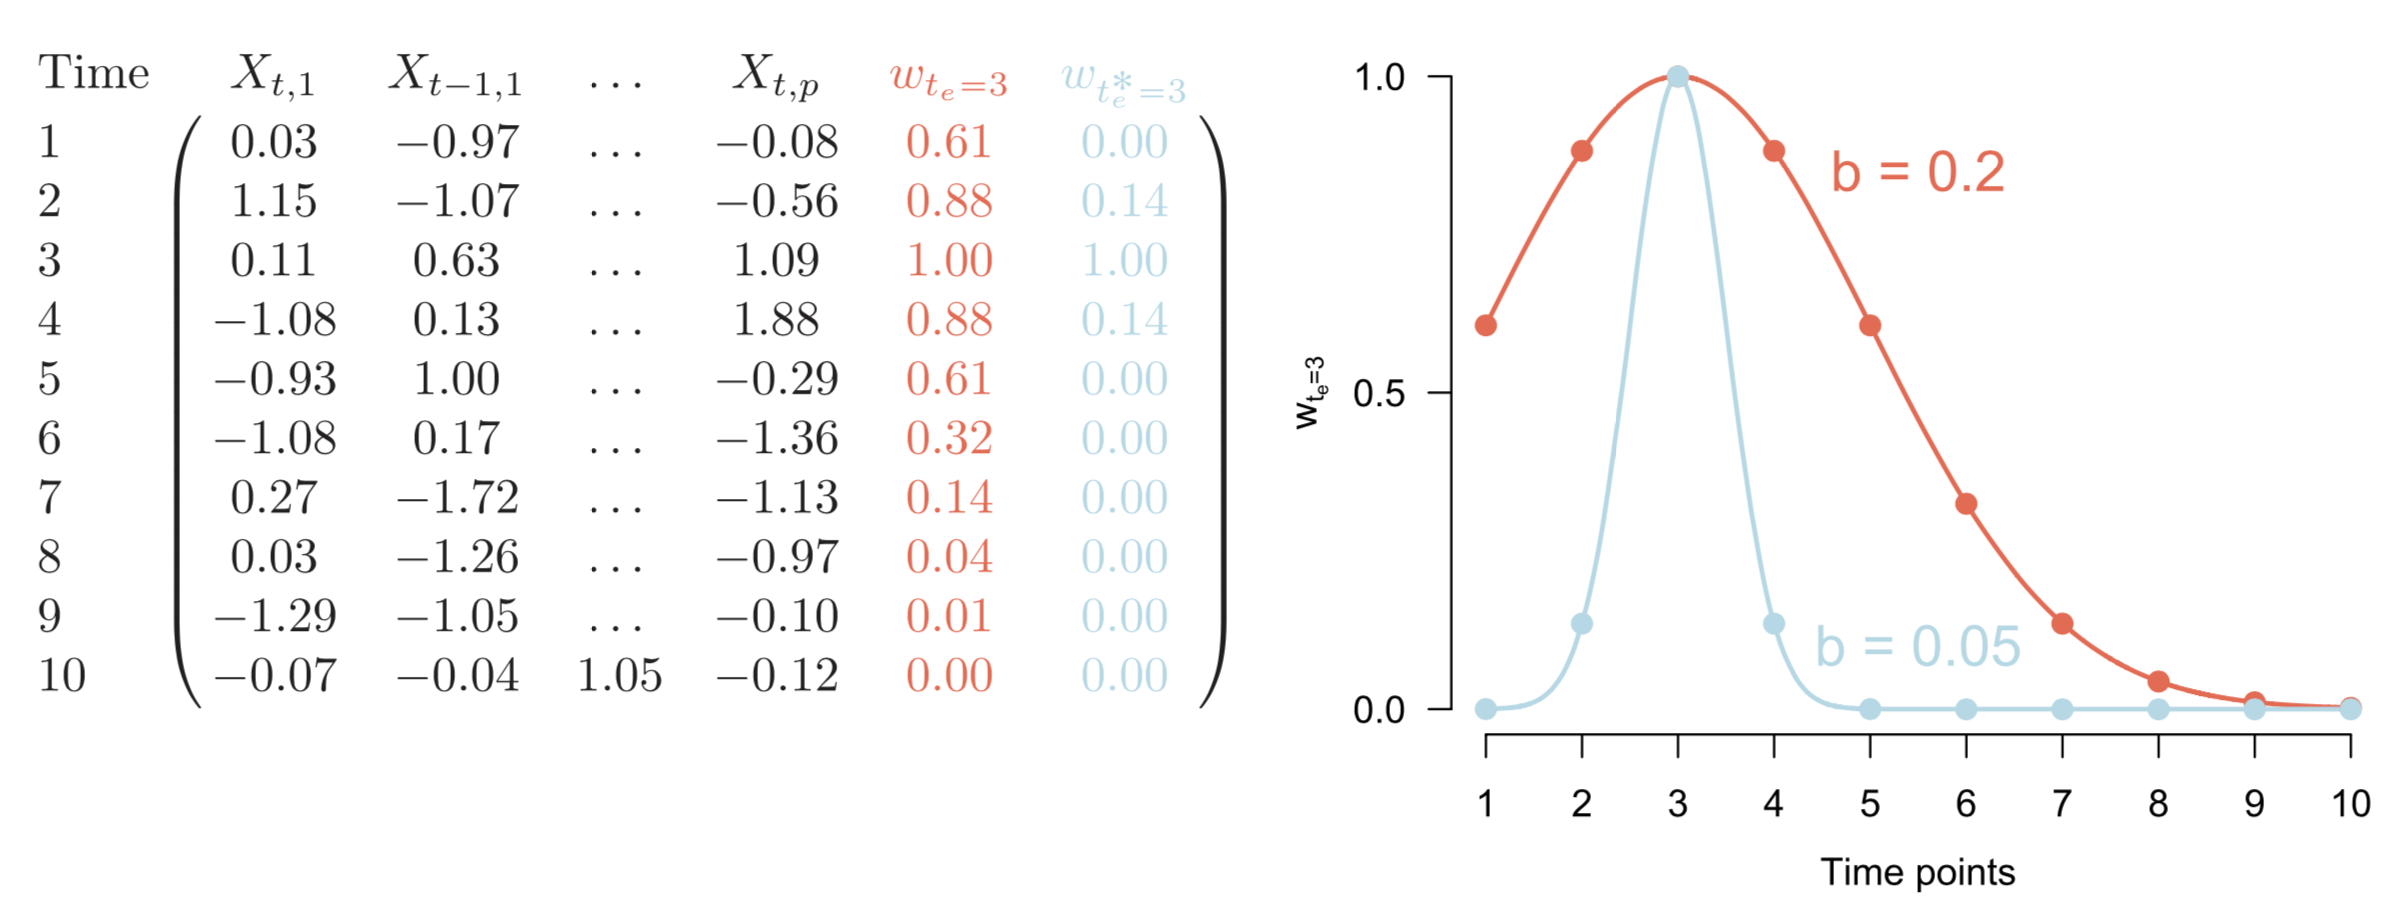 Time X_{t,1} X_{t−1,1} … X_{t,p} w_{t_e=3} w_{t_e^*=3}
1 0.03 −0.97 … −0.08 0.61 0.00
2 1.15 −1.07 … −0.56 0.88 0.14
3 0.11 0.63 … 1.09 1.00 1.00
4 −1.08 0.13 … 1.88 0.88 0.14
5 −0.93 1.00 … −0.29 0.61 0.00
6 −1.08 0.17 … −1.36 0.32 0.00
7 0.27 −1.72 … −1.13 0.14 0.00
8 0.03 −1.26 … −0.97 0.04 0.00
9 −1.29 −1.05 … −0.10 0.01 0.00
10 −0.07 −0.04 1.05 −0.12 0.00 0.00
w_{t_e=3}
1.0
0.5
0.0
b = 0.2
b = 0.05
1 2 3 4 5 6 7 8 9 10
Time points